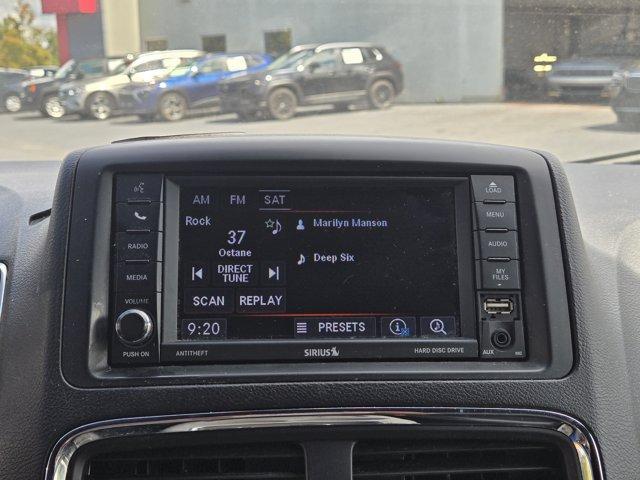 AM FM SAT
Rock
37
Octane
Marilyn Manson
Deep Six
DIRECT
TUNE
SCAN REPLAY
9:20
PRESETS
RADIO
MEDIA
VOLUME
PUSH ON
LOAD
MENU
AUDIO
MY
FILES
AUX
ANTITHEFT
SIRIUS
HARD DISC DRIVE